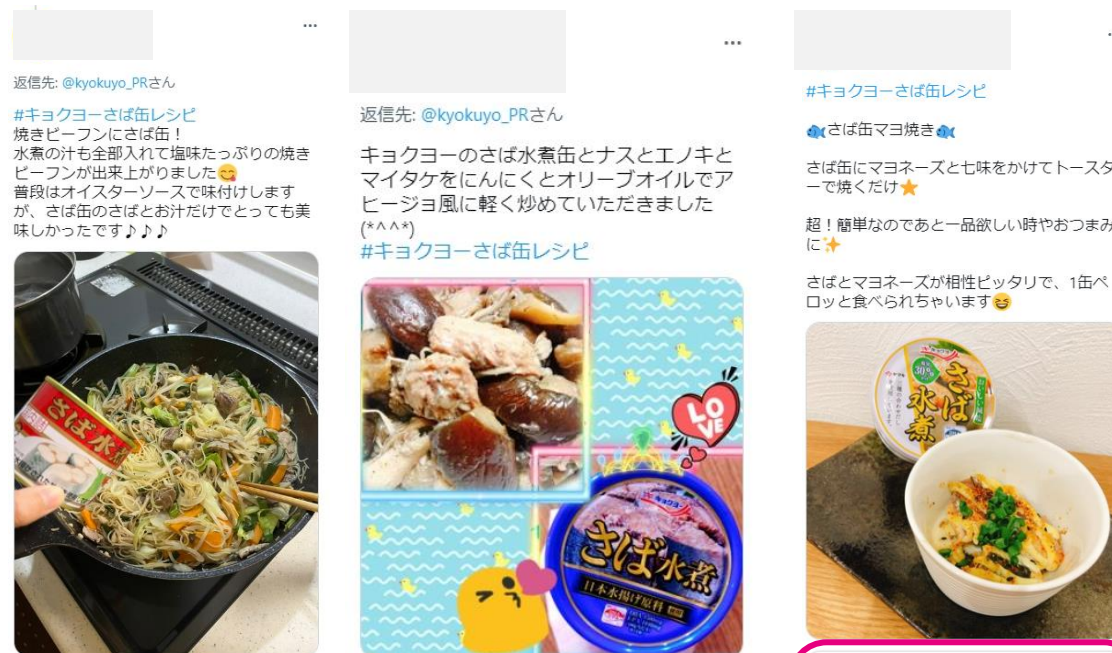 返信先: @kyokuyo_PRさん
#キョクヨーさば缶レシピ
焼きビーフンにさば缶！
水煮の汁も全部入れて塩味たっぷりの焼き
ビーフンが出来上がりました😋
普段はオイスターソースで味付けします
が、さば缶のさばとお汁だけでとっても美
味しかったです♪♪♪
さば水煮
返信先: @kyokuyo_PRさん
キョクヨーのさば水煮缶とナスとエノキと
マイタケをにんにくとオリーブオイルでア
ヒージョ風に軽く炒めていただきました
(*^^*)
#キョクヨーさば缶レシピ
LO
VE
キョクヨー
さば水煮
日本水揚げ原料使用
#キョクヨーさば缶レシピ
🐟さば缶マヨ焼き🐟
さば缶にマヨネーズと七味をかけてトースタ
ーで焼くだけ⭐
超！簡単なのであと一品欲しい時やおつまみ
に✨
さばとマヨネーズが相性ピッタリで、1缶ペ
ロッと食べられちゃいます😆
キョクヨー
30%
さば
水煮